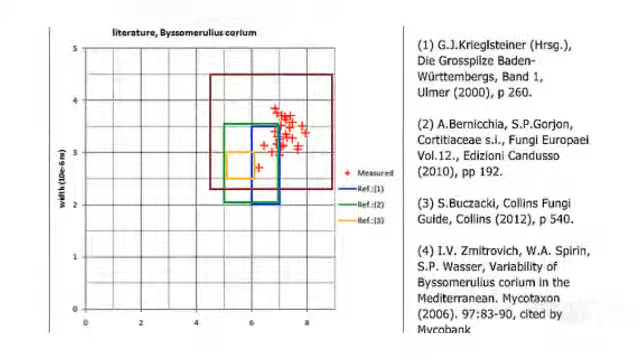 literature, Byssomerulius corium
5
4
3
2
1
0
width (10e-6 m)
0 2 4 6 8
Measured
Ref.:(1)
Ref.:(2)
Ref.:(3)
(1) G.J.Krieglsteiner (Hrsg.),
Die Grosspilze Baden-
Württembergs, Band 1,
Ulmer (2000), p 260.
(2) A.Bernicchia, S.P.Gorjon,
Cortitiaceae s.i., Fungi Europaei
Vol.12., Edizioni Candusso
(2010), pp 192.
(3) S.Buczacki, Collins Fungi
Guide, Collins (2012), p 540.
(4) I.V. Zmitrovich, W.A. Spirin,
S.P. Wasser, Variability of
Byssomerulius corium in the
Mediterranean. Mycotaxon
(2006). 97:83-90, cited by
Mycobank